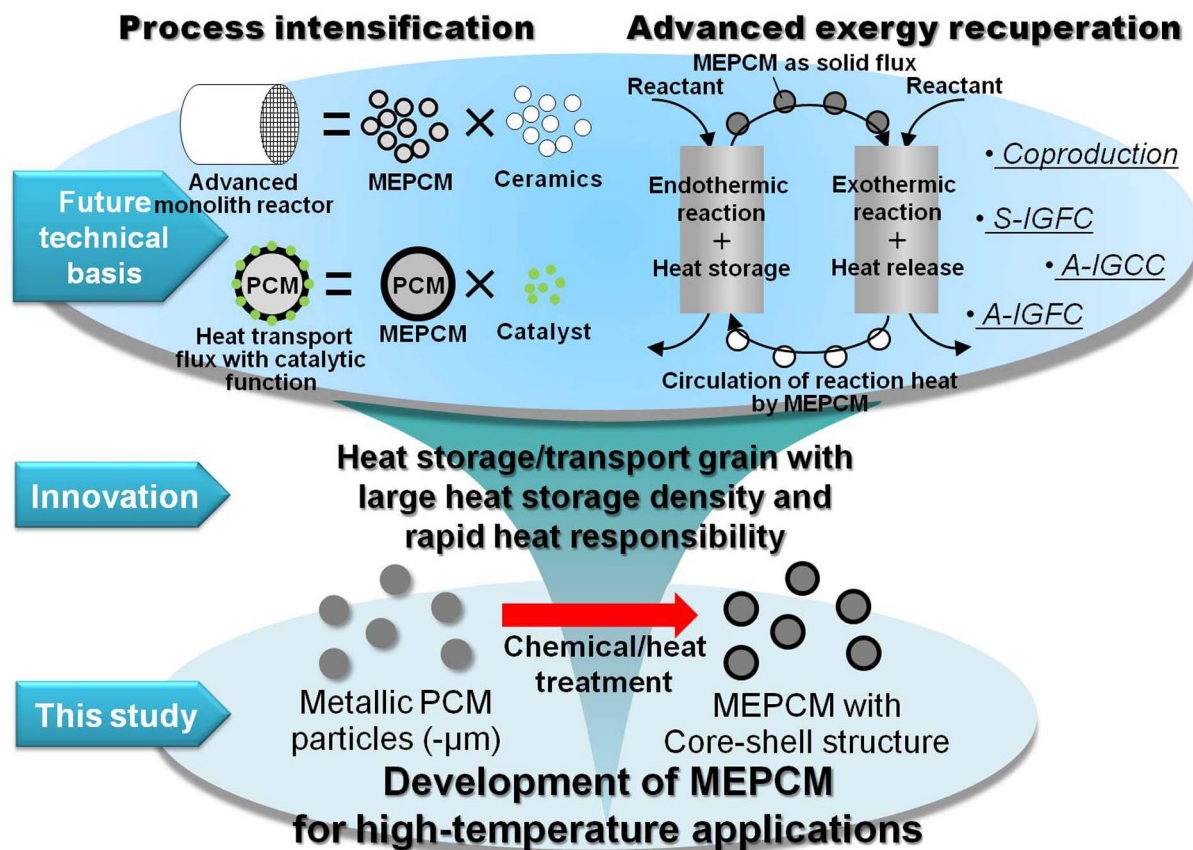 Process intensification
Advanced exergy recuperation
MEPCM as solid flux
Reactant
Reactant
=
×
Advanced
monolith reactor
MEPCM
Ceramics
Endothermic
reaction
+
Heat storage
Exothermic
reaction
+
Heat release
• Coproduction
• S-IGFC
• A-IGCC
• A-IGFC
Future
technical
basis
PCM
=
PCM
×
Heat transport
flux with catalytic
function
MEPCM
Catalyst
Circulation of reaction heat
by MEPCM
Innovation
Heat storage/transport grain with
large heat storage density and
rapid heat responsibility
This study
Chemical/heat
treatment
Metallic PCM
particles (-μm)
MEPCM with
Core-shell structure
Development of MEPCM
for high-temperature applications